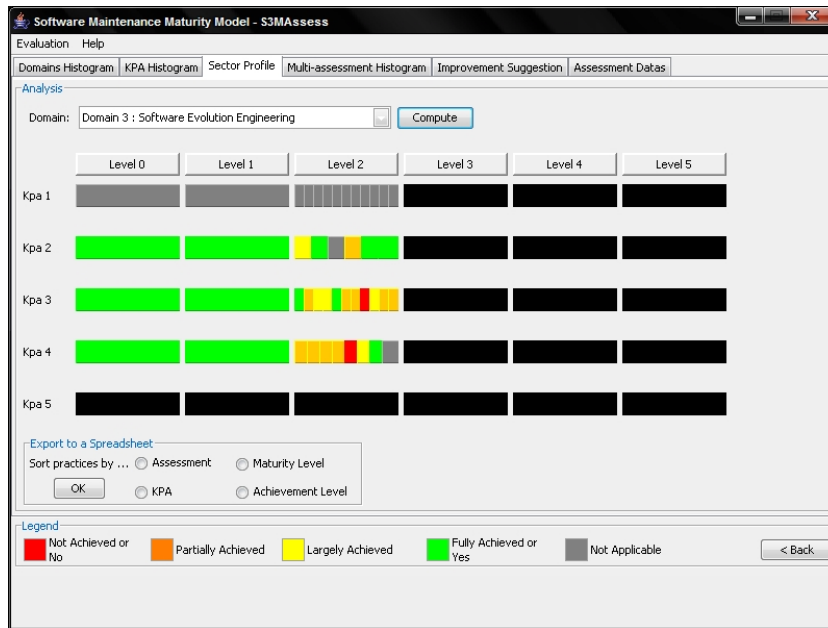 Software Maintenance Maturity Model - S3MAssess
Evaluation Help
Domains Histogram KPA Histogram Sector Profile Multi-assessment Histogram Improvement Suggestion Assessment Datas
Analysis
Domain: Domain 3 : Software Evolution Engineering Compute
Level 0 Level 1 Level 2 Level 3 Level 4 Level 5
Kpa 1
Kpa 2
Kpa 3
Kpa 4
Kpa 5
Export to a Spreadsheet
Sort practices by ... Assessment Maturity Level
OK KPA Achievement Level
Legend
Not Achieved or No Partially Achieved Largely Achieved Fully Achieved or Yes Not Applicable < Back